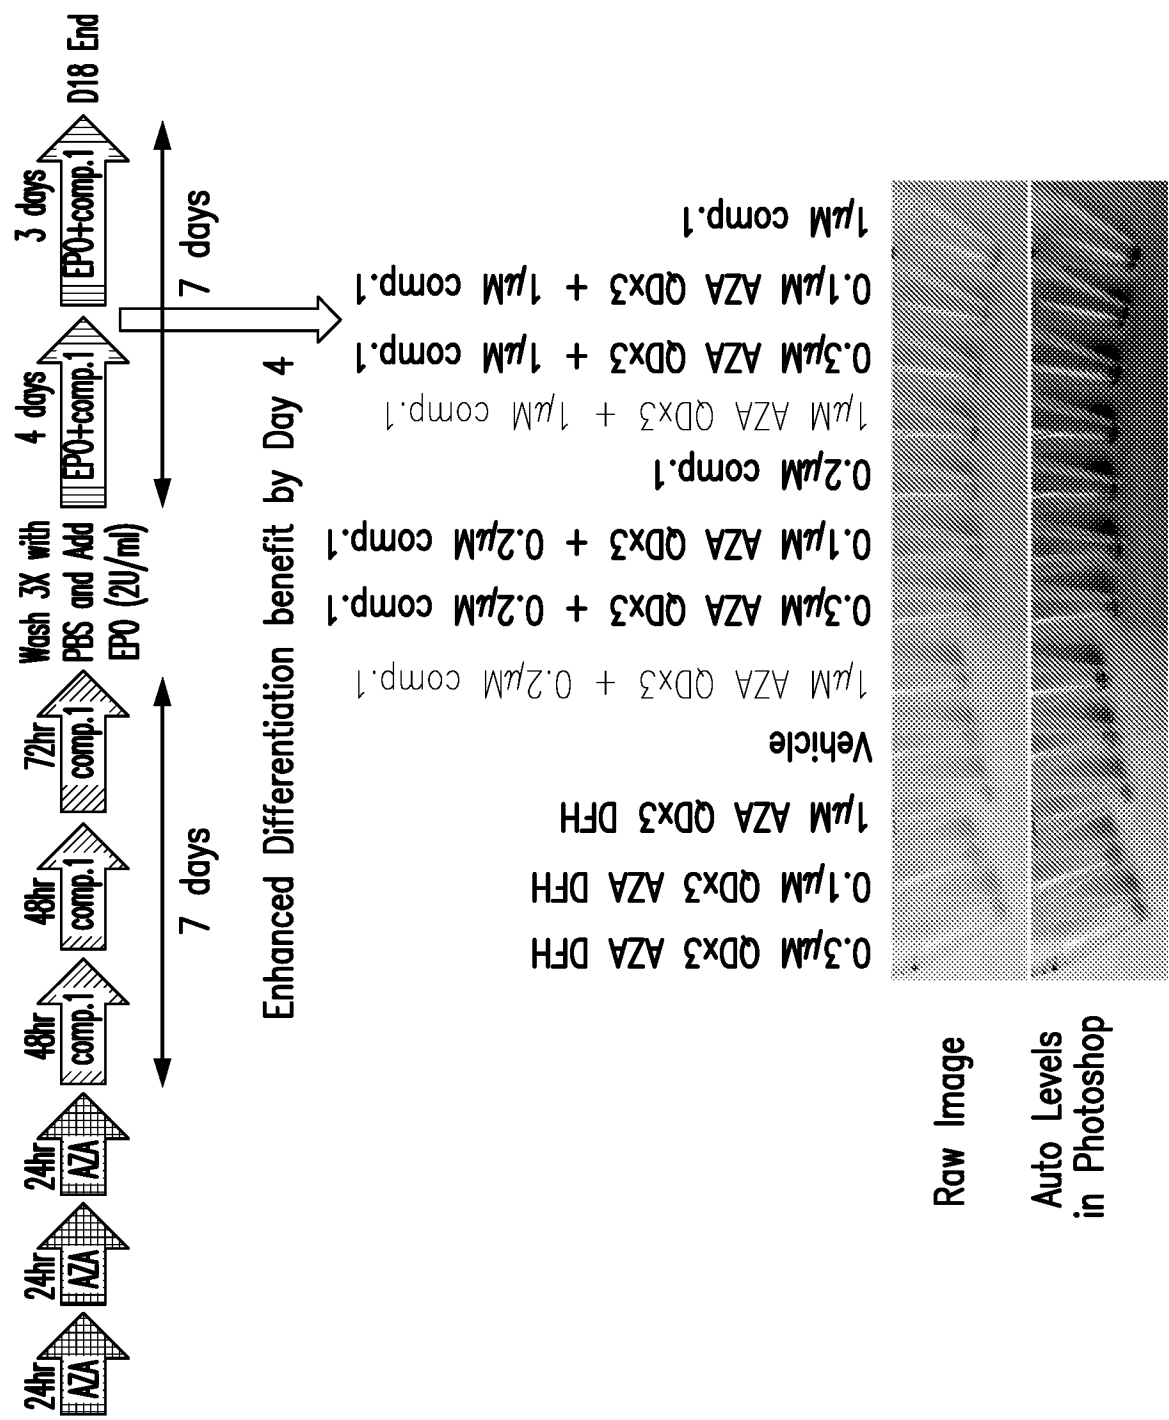 24hr
AZA
24hr
AZA
24hr
AZA
48hr
comp.1
48hr
comp.1
72hr
comp.1
7 days
Wash 3X with
PBS and Add
EPO (2U/ml)
4 days
EPO+comp.1
3 days
EPO+comp.1
D18 End
7 days
Enhanced Differentiation benefit by Day 4
0.3μM QDx3 AZA DFH
0.1μM QDx3 AZA DFH
1μM AZA QDx3 DFH
Vehicle
1μM AZA QDx3 + 0.2μM comp.1
0.3μM AZA QDx3 + 0.2μM comp.1
0.1μM AZA QDx3 + 0.2μM comp.1
0.2μM comp.1
1μM AZA QDx3 + 1μM comp.1
0.3μM AZA QDx3 + 1μM comp.1
0.1μM AZA QDx3 + 1μM comp.1
1μM comp.1
Raw Image
Auto Levels
in Photoshop